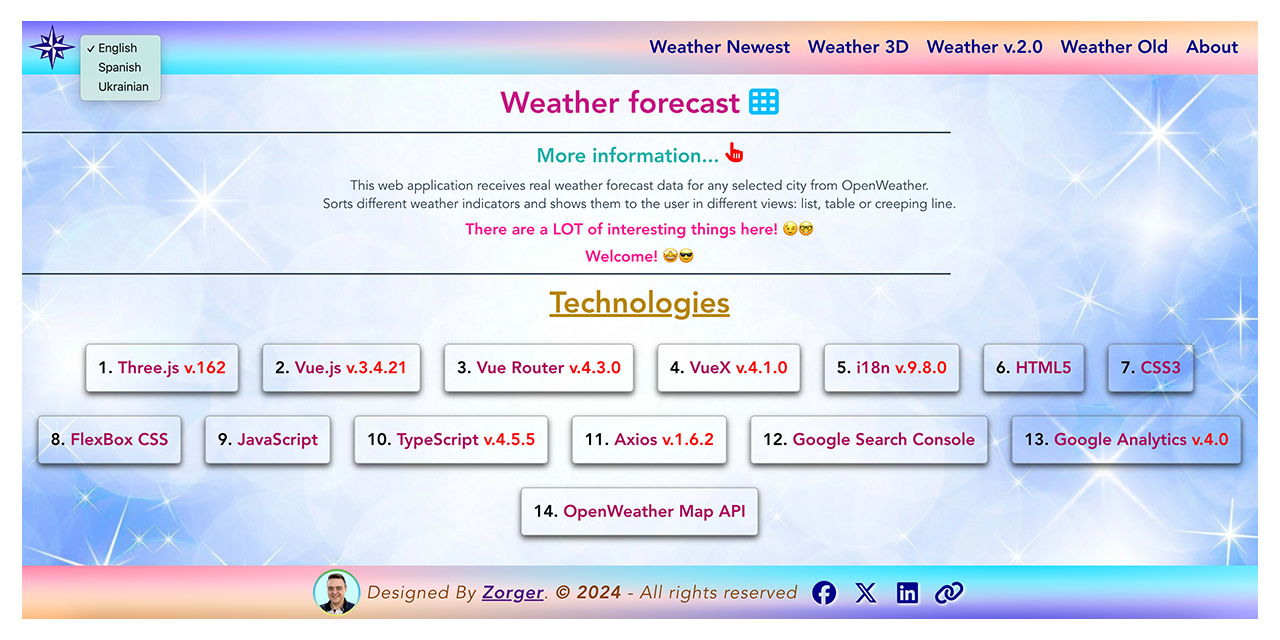 ✓ English
Spanish
Ukrainian
Weather Newest Weather 3D Weather v.2.0 Weather Old About
Weather forecast
More information...
This web application receives real weather forecast data for any selected city from OpenWeather.
Sorts different weather indicators and shows them to the user in different views: list, table or creeping line.
There are a LOT of interesting things here! 😉🤓
Welcome! 🤩😎
Technologies
1. Three.js v.162 2. Vue.js v.3.4.21 3. Vue Router v.4.3.0 4. VueX v.4.1.0 5. i18n v.9.8.0 6. HTML5 7. CSS3
8. FlexBox CSS 9. JavaScript 10. TypeScript v.4.5.5 11. Axios v.1.6.2 12. Google Search Console 13. Google Analytics v.4.0
14. OpenWeather Map API
Designed By Zorger. © 2024 - All rights reserved